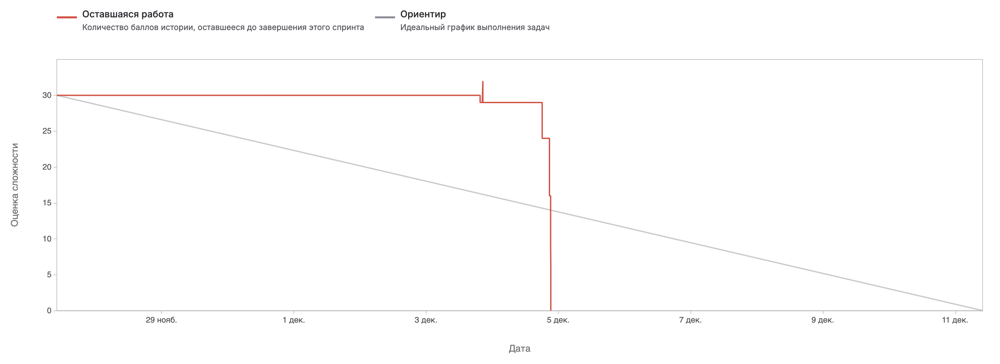 Оставшаяся работа
Количество баллов истории, оставшееся до завершения этого спринта
Ориентир
Идеальный график выполнения задач
Оценка сложности
30
25
20
15
10
5
0
29 нояб.
1 дек.
3 дек.
5 дек.
7 дек.
9 дек.
11 дек.
Дата